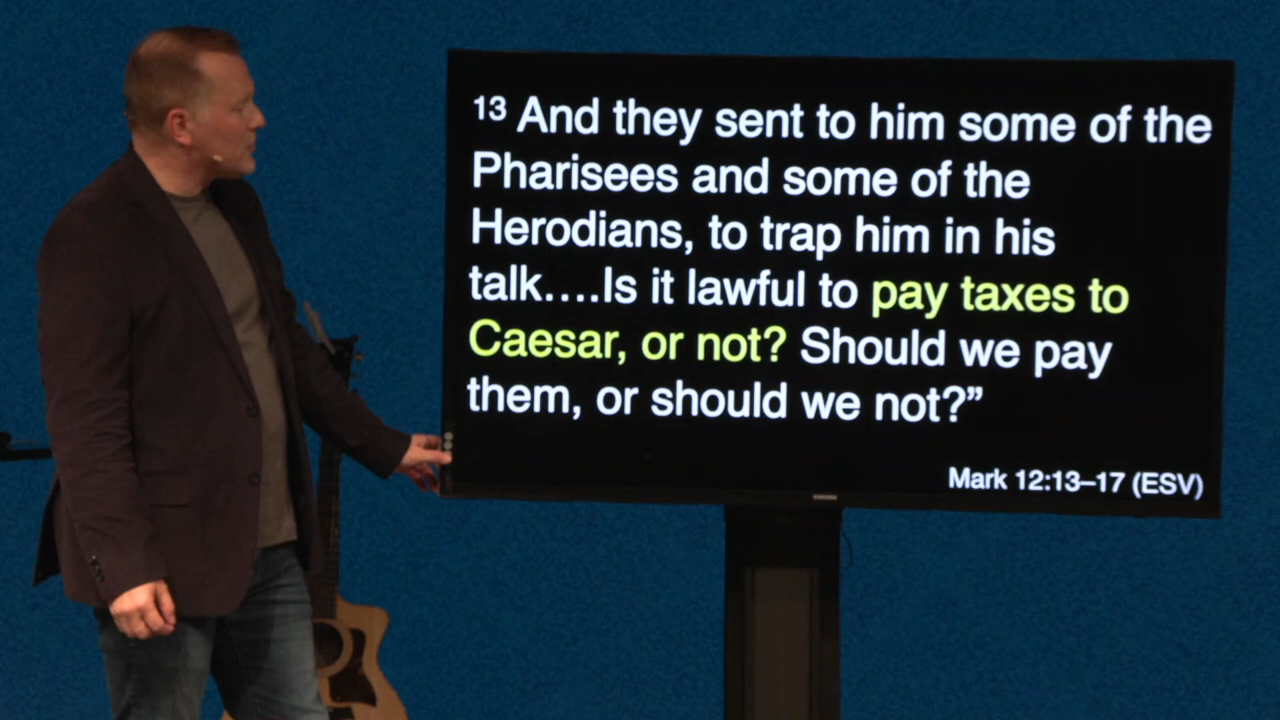 ¹³ And they sent to him some of the
Pharisees and some of the
Herodians, to trap him in his
talk….Is it lawful to pay taxes to
Caesar, or not? Should we pay
them, or should we not?”
Mark 12:13–17 (ESV)